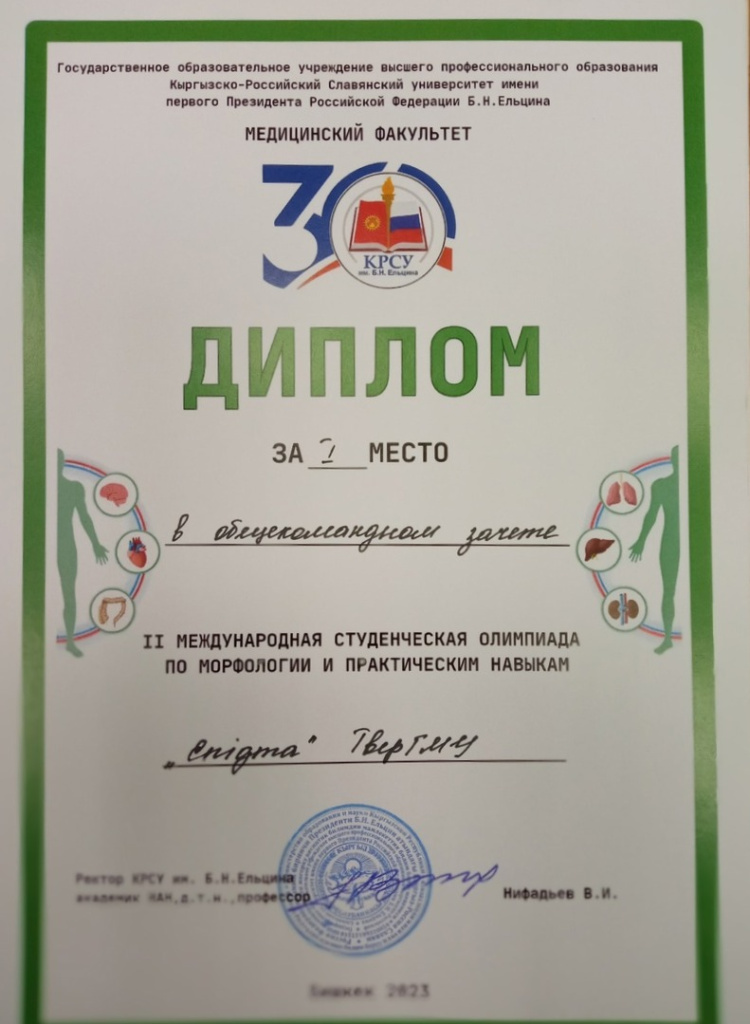 Государственное образовательное учреждение высшего профессионального образования
Кыргызско-Российский Славянский университет имени
первого Президента Российской Федерации Б.Н.Ельцина
МЕДИЦИНСКИЙ ФАКУЛЬТЕТ
30
КРСУ
им. Б.Н. Ельцина
ДИПЛОМ
ЗА I МЕСТО
в общекомандном зачете
II МЕЖДУНАРОДНАЯ СТУДЕНЧЕСКАЯ ОЛИМПИАДА
ПО МОРФОЛОГИИ И ПРАКТИЧЕСКИМ НАВЫКАМ
ТверГМУ
Ректор КРСУ им. Б.Н.Ельцина
академик НАН,д.т.н.,профессор
Нифадьев В.И.
Бишкек 2023